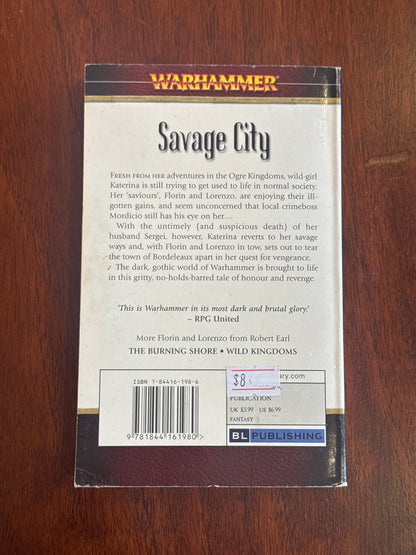 WARHAMMER
Savage City
FRESH FROM HER adventures in the Ogre Kingdoms, wild-girl
Katerina is still trying to get used to life in normal society.
Her ‘saviours’, Florin and Lorenzo, are enjoying their ill-
gotten gains, and seem unconcerned that local crimeboss
Mordicio still has his eye on her...
With the untimely (and suspicious death) of her
husband Sergei, however, Katerina reverts to her savage
ways and, with Florin and Lorenzo in tow, sets out to tear
the town of Bordeleaux apart in her quest for vengeance.
The dark, gothic world of Warhammer is brought to life
in this gritty, no-holds-barred tale of honour and revenge.
‘This is Warhammer in its most dark and brutal glory.’
– RPG United
More Florin and Lorenzo from Robert Earl
THE BURNING SHORE • WILD KINGDOMS
ISBN 1-84416-198-6
9 781844 161980 >
ary.com
$8
PUBLICATION
UK £5.99 US $6.99
FANTASY
BL PUBLISHING